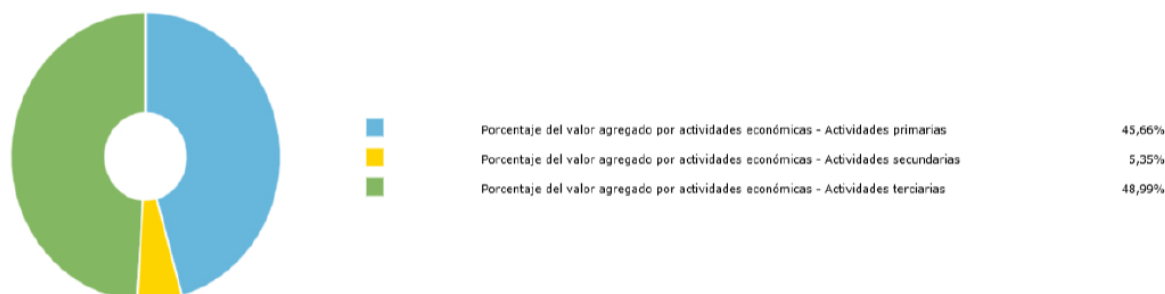 Porcentaje del valor agregado por actividades económicas - Actividades primarias 45,66%
Porcentaje del valor agregado por actividades económicas - Actividades secundarias 5,35%
Porcentaje del valor agregado por actividades económicas - Actividades terciarias 48,99%